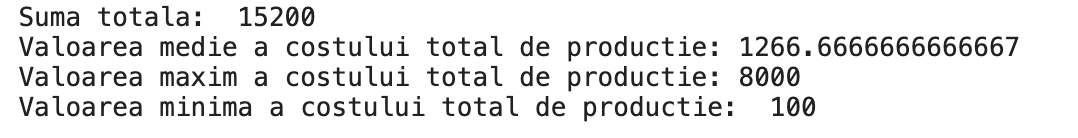 Suma totala:  15200
Valoarea medie a costului total de productie: 1266.6666666666667
Valoarea maxim a costului total de productie: 8000
Valoarea minima a costului total de productie:  100